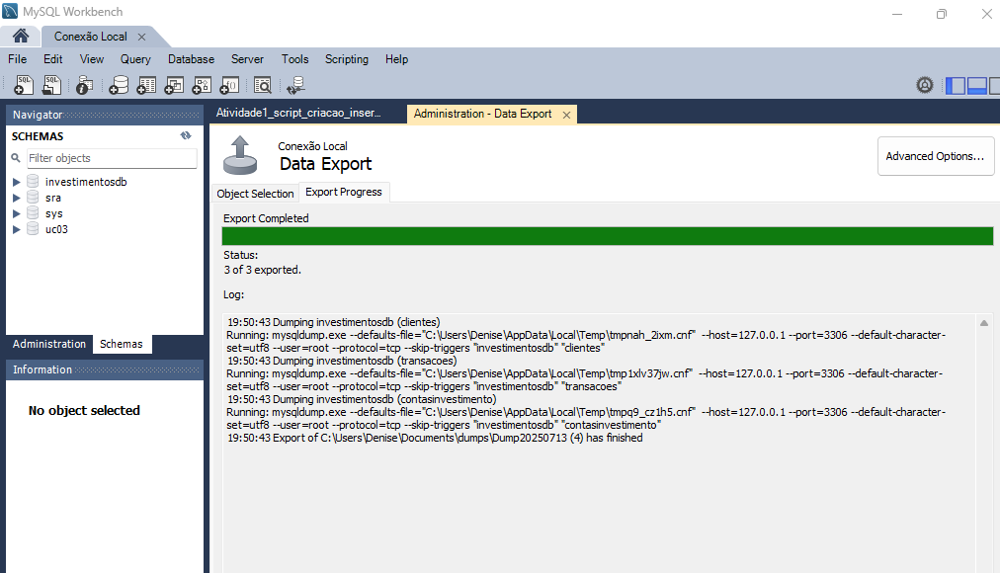 MySQL Workbench
Conexão Local
File Edit View Query Database Server Tools Scripting Help
Navigator
SCHEMAS
Filter objects
investimentosdb
sra
sys
uc03
Administration Schemas
Information
No object selected
Atividade1_script_criacao_inser...
Administration - Data Export
Conexão Local
Data Export
Advanced Options...
Object Selection Export Progress
Export Completed
Status:
3 of 3 exported.
Log:
19:50:43 Dumping investimentosdb (clientes)
Running: mysqldump.exe --defaults-file="C:\Users\Denise\AppData\Local\Temp\tmpnah_2ixm.cnf"  --host=127.0.0.1 --port=3306 --default-character-
set=utf8 --user=root --protocol=tcp --skip-triggers "investimentosdb" "clientes"
19:50:43 Dumping investimentosdb (transacoes)
Running: mysqldump.exe --defaults-file="C:\Users\Denise\AppData\Local\Temp\tmp1xlv37jw.cnf"  --host=127.0.0.1 --port=3306 --default-character-
set=utf8 --user=root --protocol=tcp --skip-triggers "investimentosdb" "transacoes"
19:50:43 Dumping investimentosdb (contasinvestimento)
Running: mysqldump.exe --defaults-file="C:\Users\Denise\AppData\Local\Temp\tmpq9_cz1h5.cnf"  --host=127.0.0.1 --port=3306 --default-character-
set=utf8 --user=root --protocol=tcp --skip-triggers "investimentosdb" "contasinvestimento"
19:50:43 Export of C:\Users\Denise\Documents\dumps\Dump20250713 (4) has finished